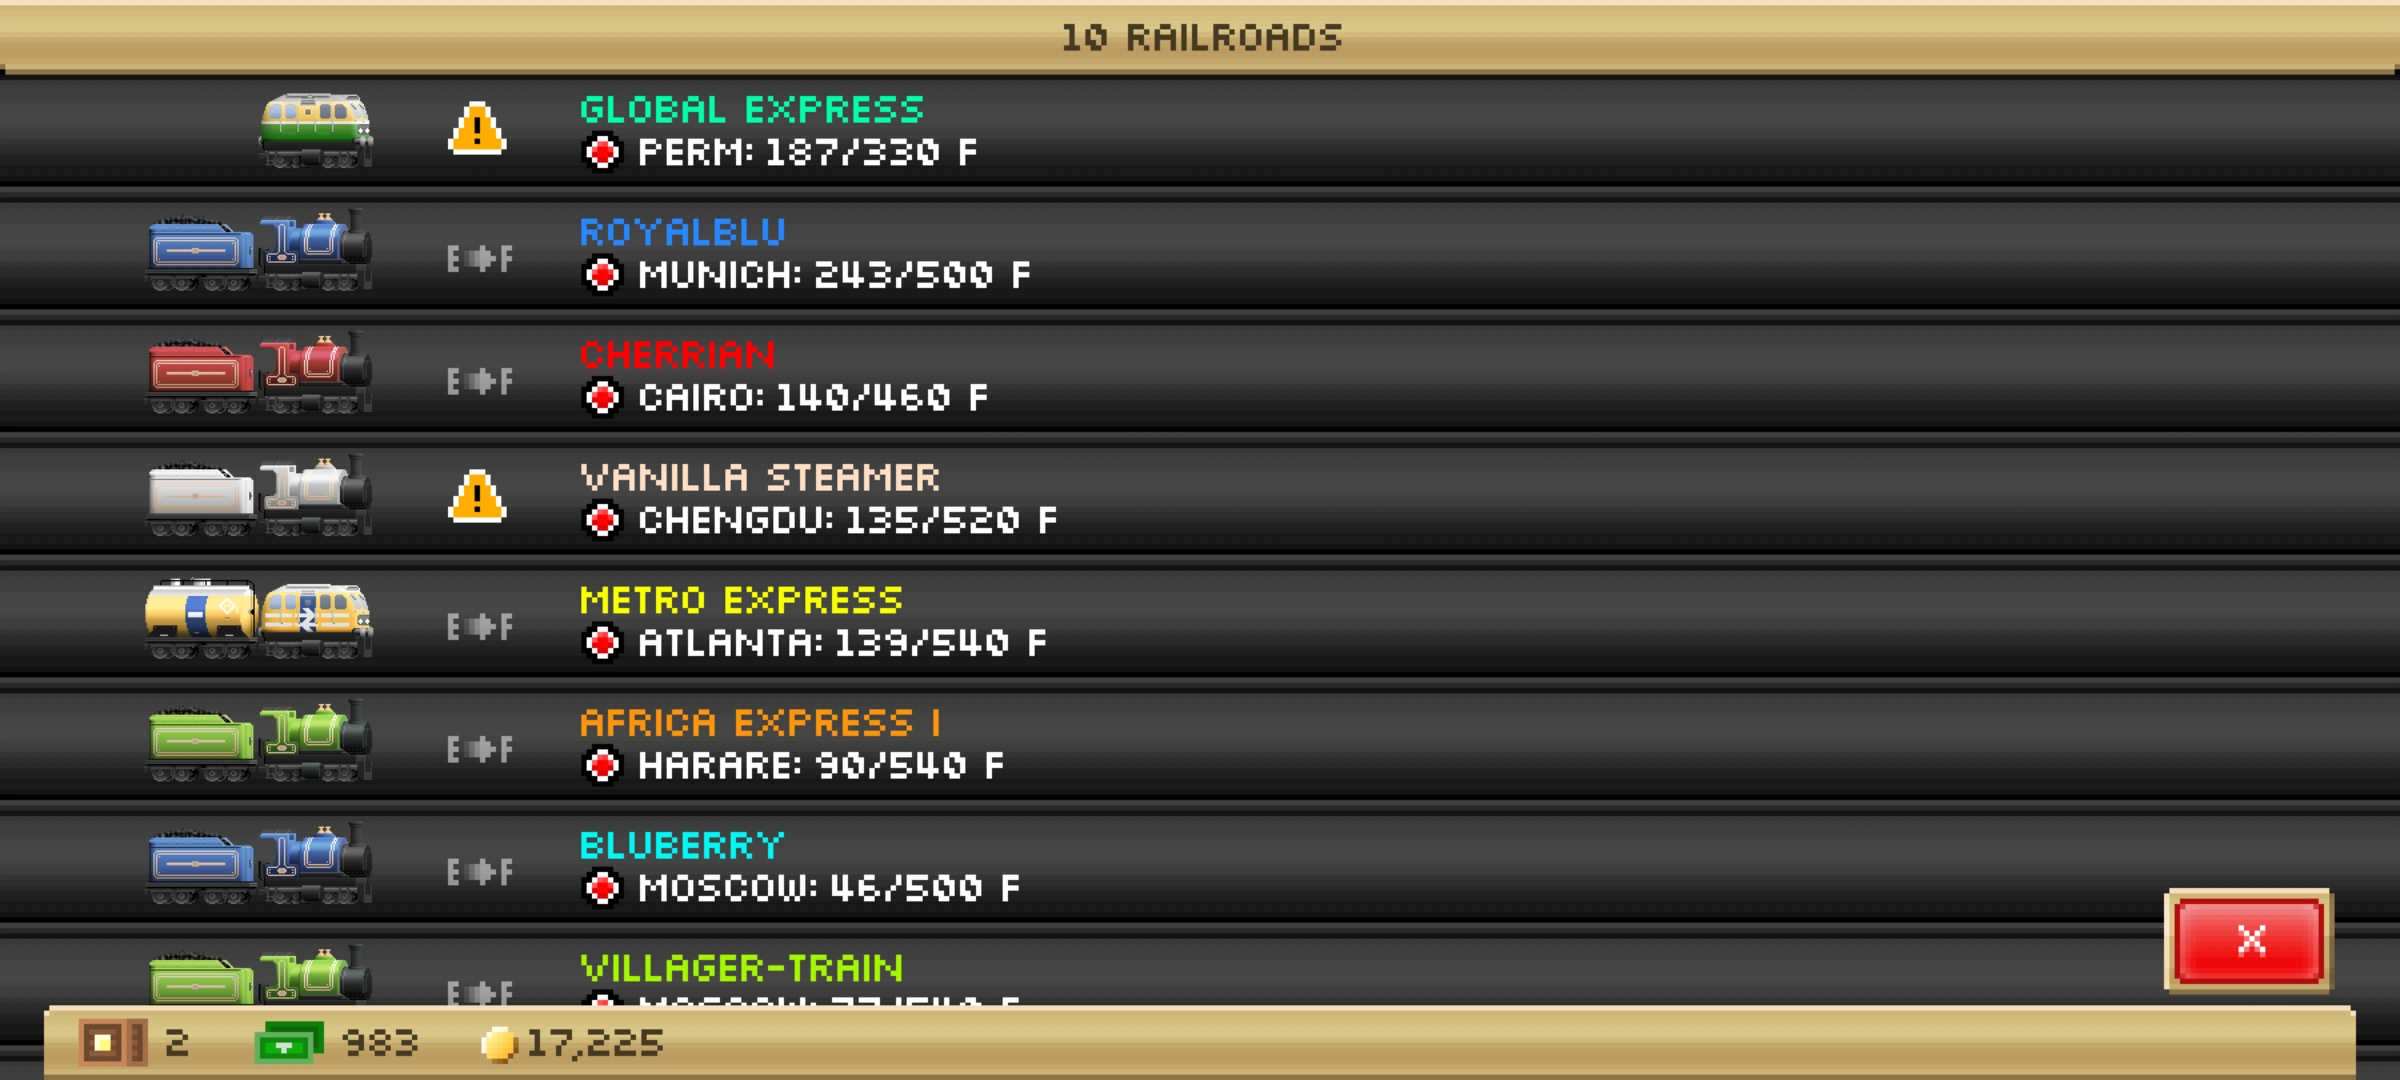 10 RAILROADS
GLOBAL EXPRESS
PERM: 187/330 F
E F
ROYALBLU
MUNICH: 243/500 F
E F
CHERRIAN
CAIRO: 140/460 F
VANILLA STEAMER
CHENGDU: 135/520 F
E F
METRO EXPRESS
ATLANTA: 139/540 F
E F
AFRICA EXPRESS I
HARARE: 90/540 F
E F
BLUBERRY
MOSCOW: 46/500 F
E F
VILLAGER-TRAIN
X
2 983 17,225